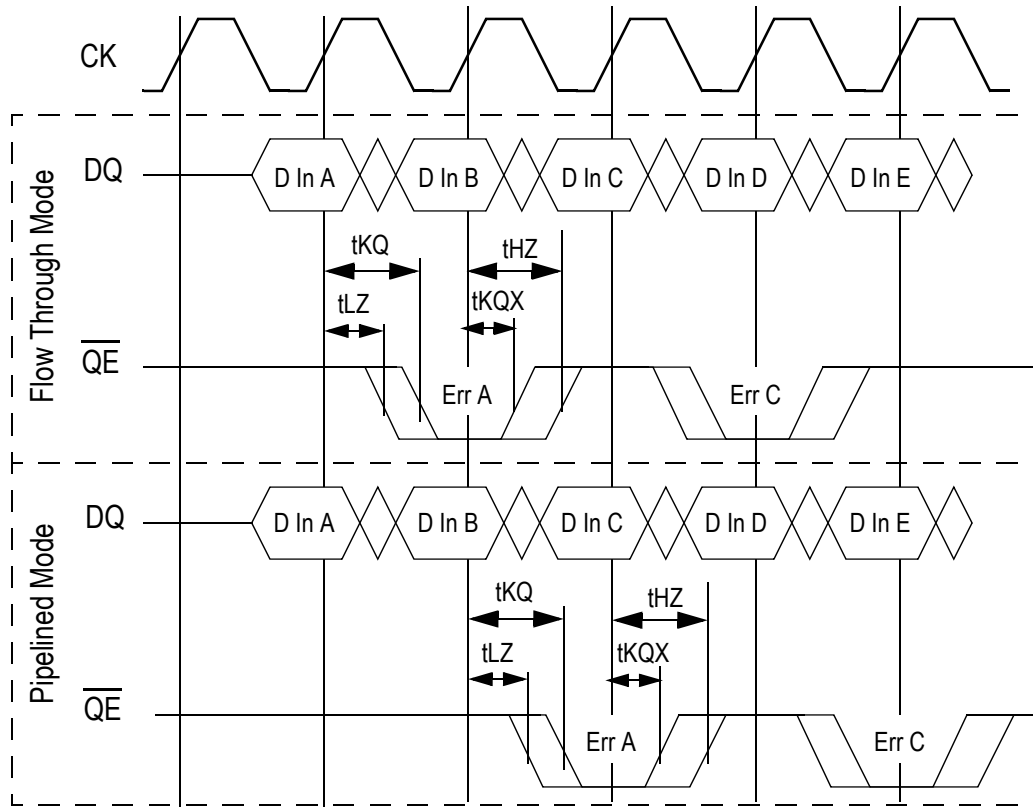 CK
Flow Through Mode
DQ
D In A
D In B
D In C
D In D
D In E
tKQ
tHZ
tLZ
tKQX
QE
Err A
Err C
Pipelined Mode
DQ
D In A
D In B
D In C
D In D
D In E
tKQ
tHZ
tLZ
tKQX
QE
Err A
Err C